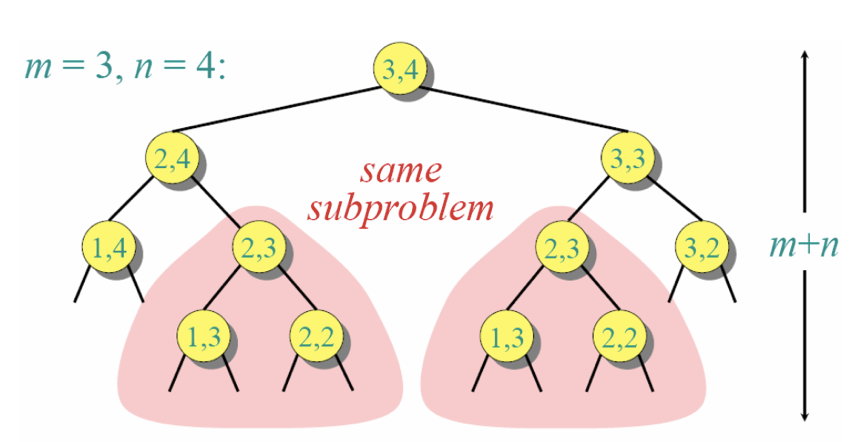 m = 3, n = 4:
3,4
2,4
3,3
same
subproblem
1,4
2,3
2,3
3,2
m+n
1,3
2,2
1,3
2,2